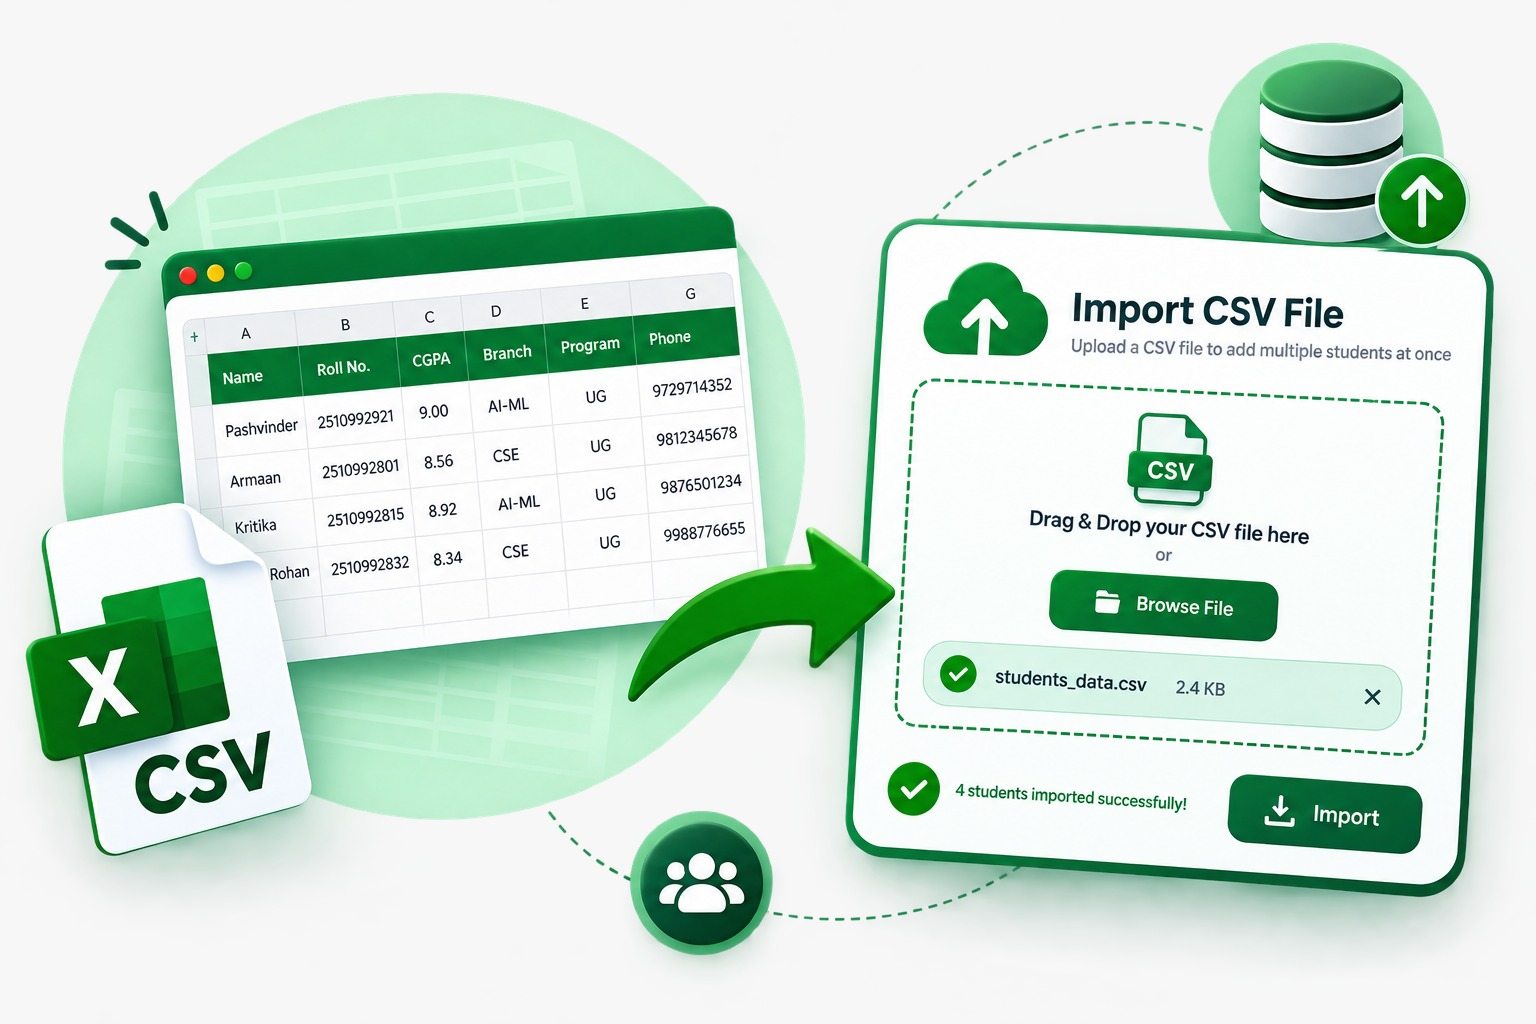 + A B C D E G
Name Roll No. CGPA Branch Program Phone
Pashvinder 2510992921 9.00 AI-ML UG 9729714352
Armaan 2510992801 8.56 CSE UG 9812345678
Kritika 2510992815 8.92 AI-ML UG 9876501234
Rohan 2510992832 8.34 CSE UG 9988776655
X
CSV
Import CSV File
Upload a CSV file to add multiple students at once
CSV
Drag & Drop your CSV file here
or
Browse File
students_data.csv 2.4 KB
4 students imported successfully!
Import